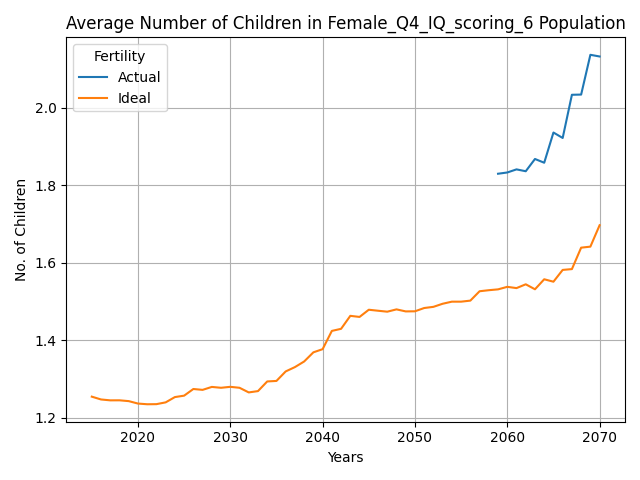 Average Number of Children in Female_Q4_IQ_scoring_6 Population
Fertility
Actual
Ideal
No. of Children
2.0
1.8
1.6
1.4
1.2
2020 2030 2040 2050 2060 2070
Years